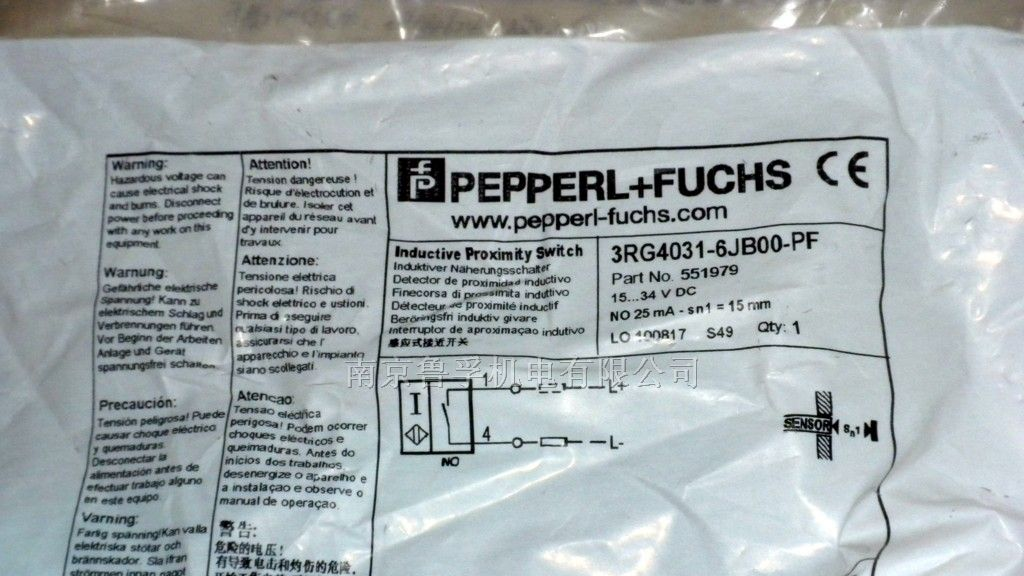 Warning:
Hazardous voltage can
cause electrical shock
and burns. Disconnect
power before proceeding
with any work on this
equipment.
Warnung:
Gefährliche elektrische
Spannung! Kann zu
elektrischem Schlag und
Verbrennungen führen.
Vor Beginn der Arbeiten
Anlage und Gerät
spannungsfrei schalten.
Precaución:
Tensión peligrosa! Puede
causar choque eléctrico
y quemaduras.
Desconectar la
alimentación antes de
efectuar trabajo alguno
en este equipo.
Varning:
Farlig spänning! Kan valla
elektriska stötar och
brännskador. Sla ifran
strömmen innan nagot
Attention!
Tension dangereuse !
Risque d'électrocution et
de brulure. Isoler cet
appareil du réseau avant
d'y intervenir pour
travaux.
Attenzione:
Tensione elettrica
pericolosa! Rischio di
shock elettrico e ustioni.
Prima di eseguire
qualsiasi tipo di lavoro,
assicurarsi che l'
apparecchio e l'impianto
siano scollegati.
Atencao:
Tensao eléctrica
perigosa! Podem ocorrer
choques eléctricos e
queimaduras. Antes do
inícios dos trabalhos
desenergize o aparelho e
a instalaçao e observe o
manual de operaçao.
警告:
危险的电压!
有导致电击和灼伤的危险,
PEPPERL+FUCHS CE
www.pepperl-fuchs.com
Inductive Proximity Switch
Induktiver Näherungsschalter
Detector de proximidad inductivo
Finecorsa di prossimita induttivo
Détecteur de proximité inductif
Beröringsfri induktiv givare
Interruptor de aproximaçao indutivo
感应式接近开关
3RG4031-6JB00-PF
Part No. 551979
15...34 V DC
NO 25 mA - sn1 = 15 mm
LO 100817 S49 Qty: 1
南京鲁孚机电有限公司
1 L+
I
4 L-
NO
SENSOR Sn1